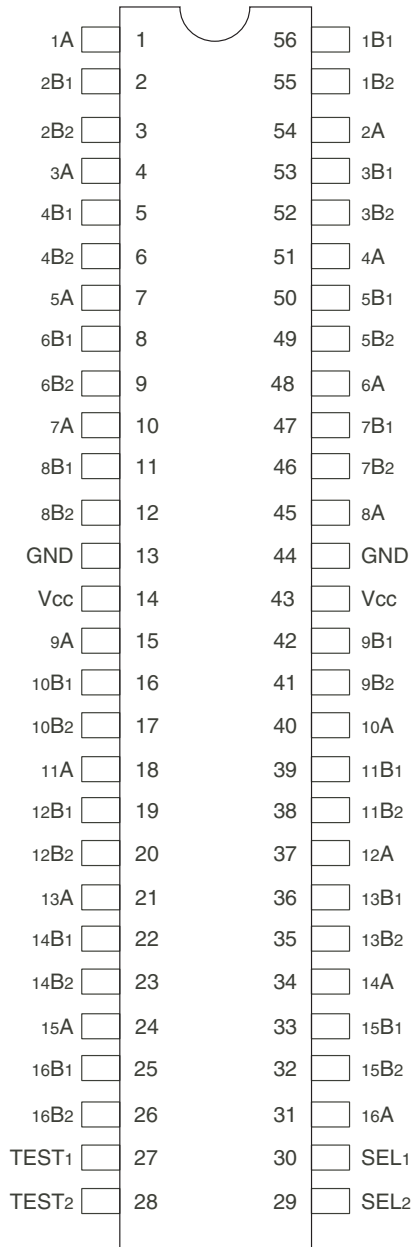 1A 1 56 1B1
2B1 2 55 1B2
2B2 3 54 2A
3A 4 53 3B1
4B1 5 52 3B2
4B2 6 51 4A
5A 7 50 5B1
6B1 8 49 5B2
6B2 9 48 6A
7A 10 47 7B1
8B1 11 46 7B2
8B2 12 45 8A
GND 13 44 GND
Vcc 14 43 Vcc
9A 15 42 9B1
10B1 16 41 9B2
10B2 17 40 10A
11A 18 39 11B1
12B1 19 38 11B2
12B2 20 37 12A
13A 21 36 13B1
14B1 22 35 13B2
14B2 23 34 14A
15A 24 33 15B1
16B1 25 32 15B2
16B2 26 31 16A
TEST1 27 30 SEL1
TEST2 28 29 SEL2